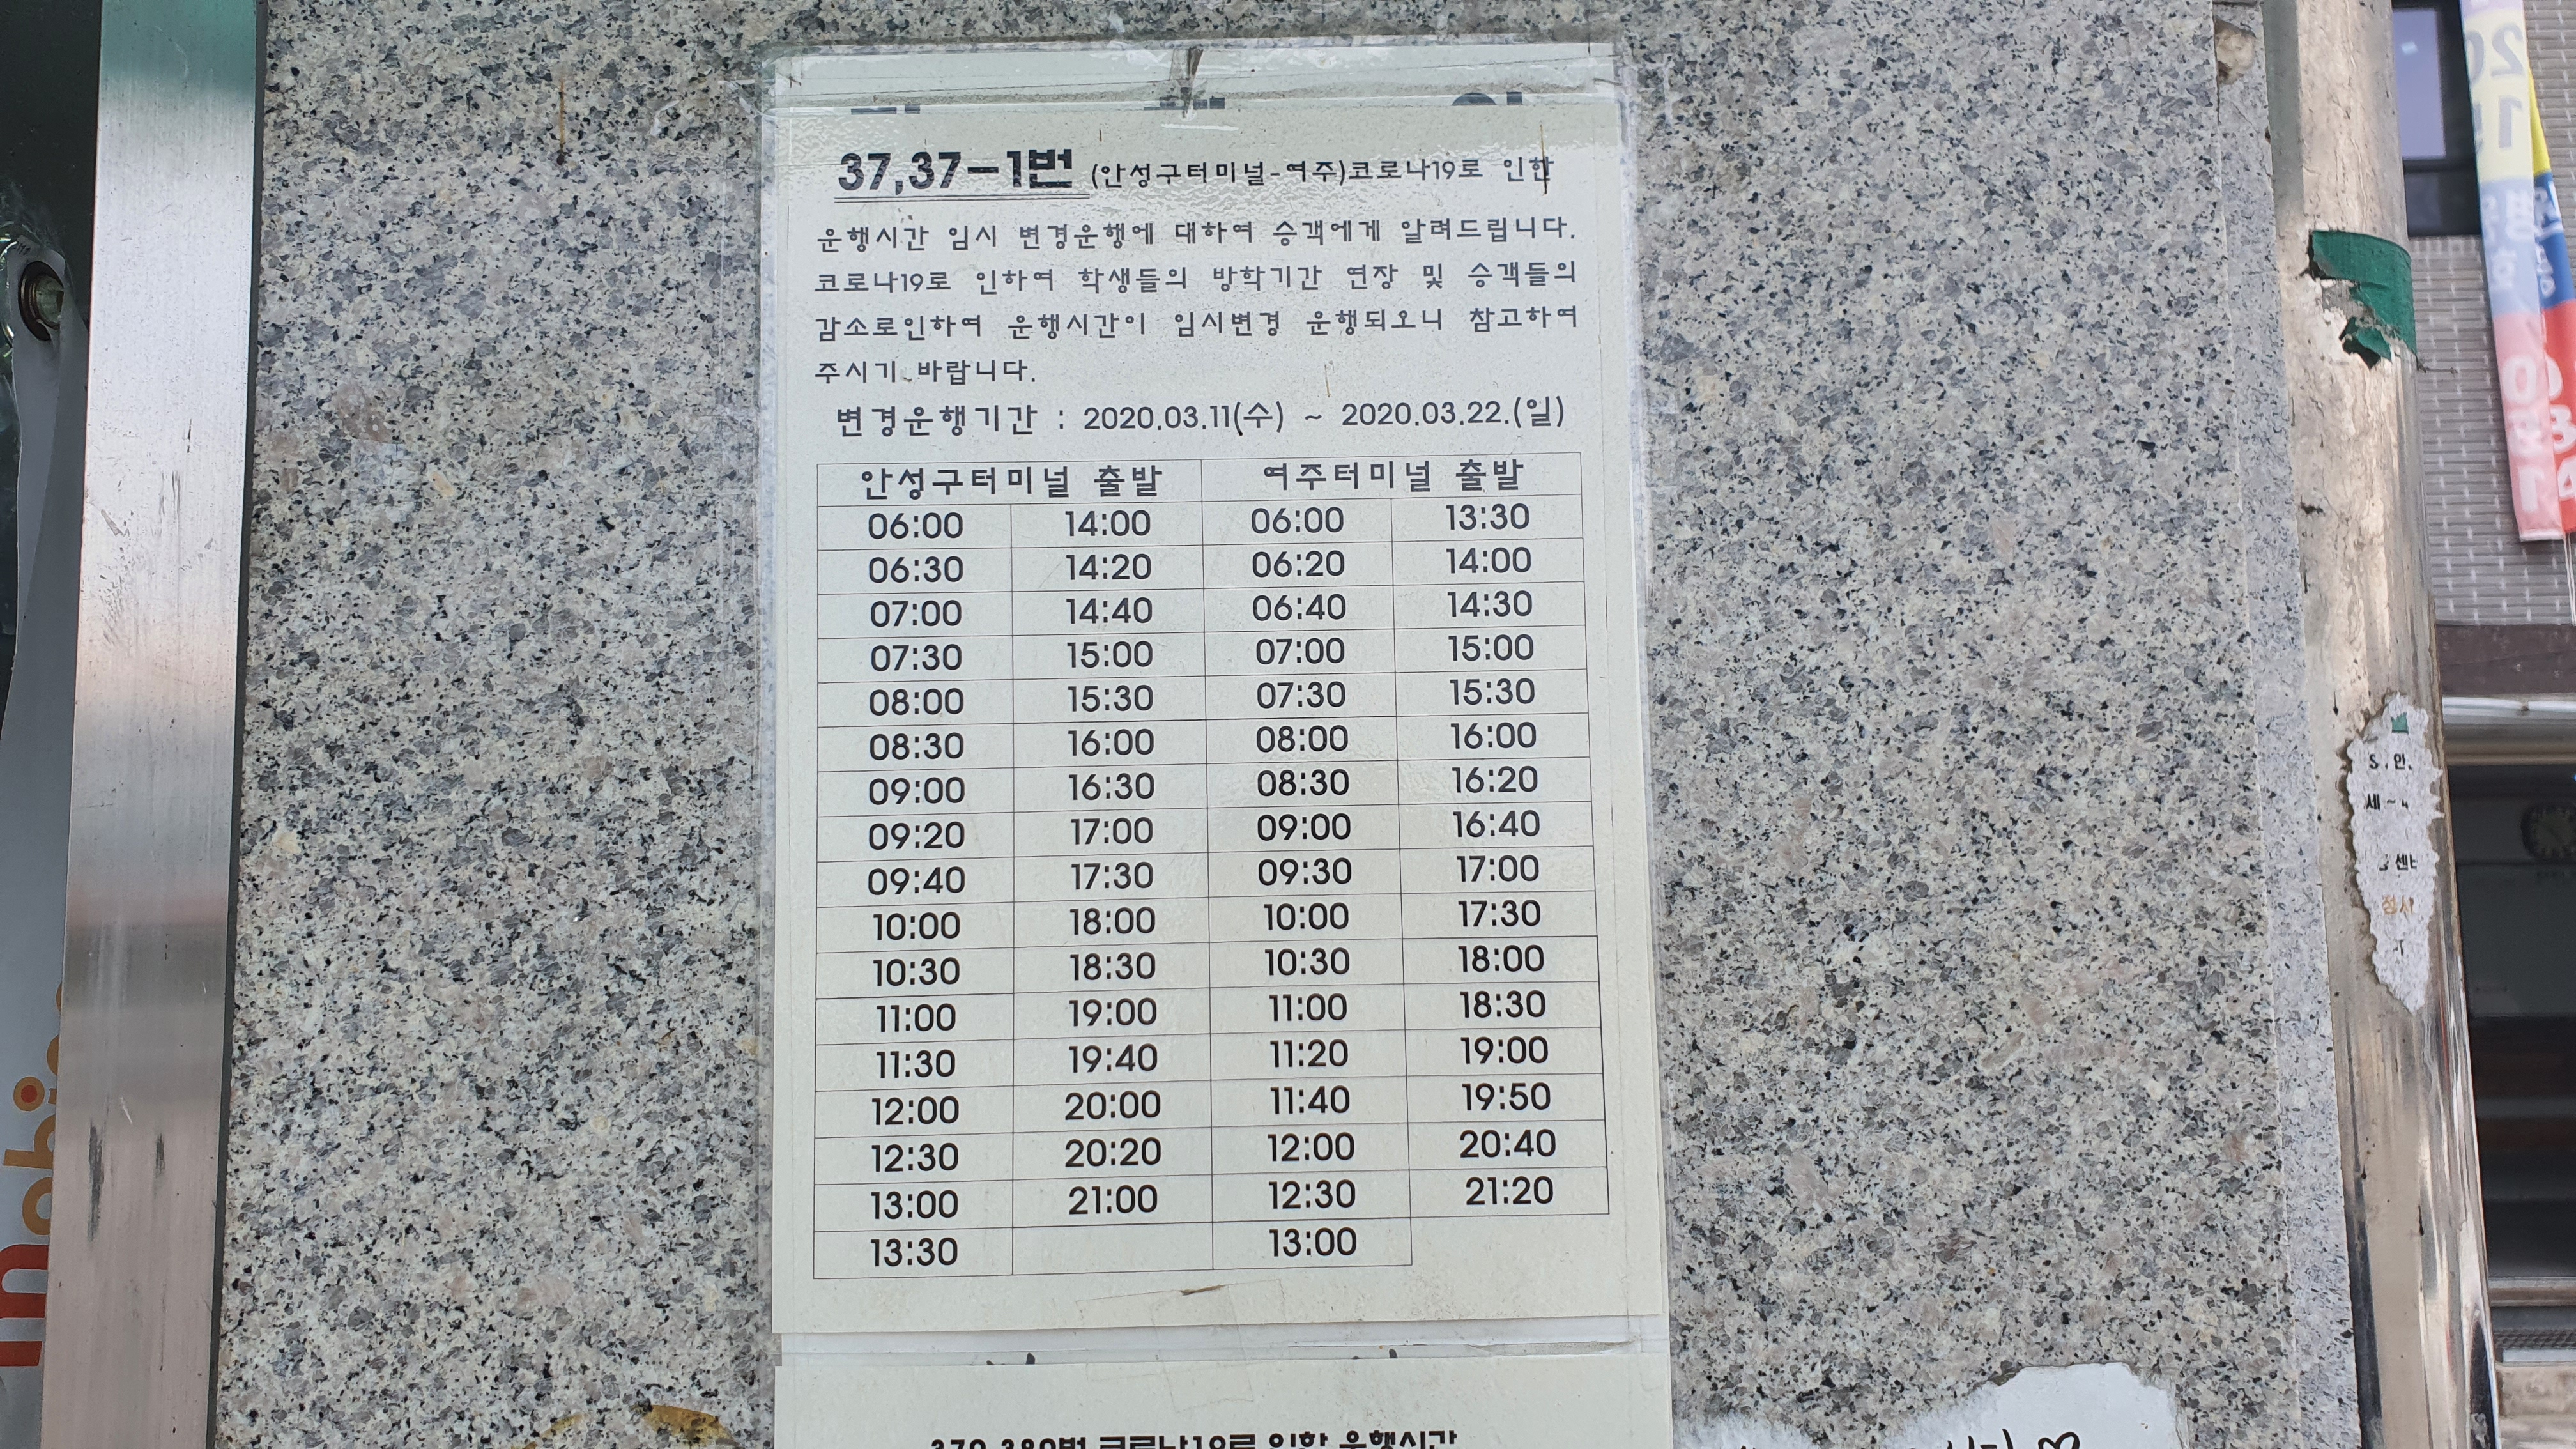 37,37-1번 (안성구터미널-여주)코로나19로 인한
운행시간 임시 변경운행에 대하여 승객에게 알려드립니다.
코로나19로 인하여 학생들의 방학기간 연장 및 승객들의
감소로인하여 운행시간이 임시변경 운행되오니 참고하여
주시기 바랍니다.
변경운행기간 : 2020.03.11(수) ~ 2020.03.22.(일)
안성구터미널 출발 여주터미널 출발
06:00 14:00 06:00 13:30
06:30 14:20 06:20 14:00
07:00 14:40 06:40 14:30
07:30 15:00 07:00 15:00
08:00 15:30 07:30 15:30
08:30 16:00 08:00 16:00
09:00 16:30 08:30 16:20
09:20 17:00 09:00 16:40
09:40 17:30 09:30 17:00
10:00 18:00 10:00 17:30
10:30 18:30 10:30 18:00
11:00 19:00 11:00 18:30
11:30 19:40 11:20 19:00
12:00 20:00 11:40 19:50
12:30 20:20 12:00 20:40
13:00 21:00 12:30 21:20
13:30 13:00
코로나19로 인한 운행시간